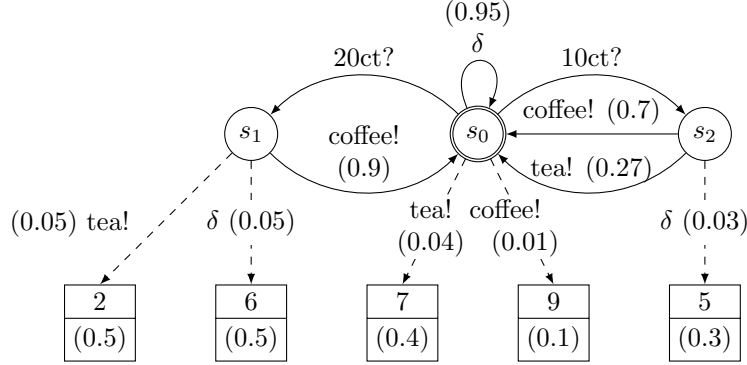 (0.95)
δ
20ct?
10ct?
s1
s0
s2
coffee!
(0.9)
coffee! (0.7)
tea! (0.27)
(0.05) tea!
δ (0.05)
tea!
(0.04)
coffee!
(0.01)
δ (0.03)
2
(0.5)
6
(0.5)
7
(0.4)
9
(0.1)
5
(0.3)